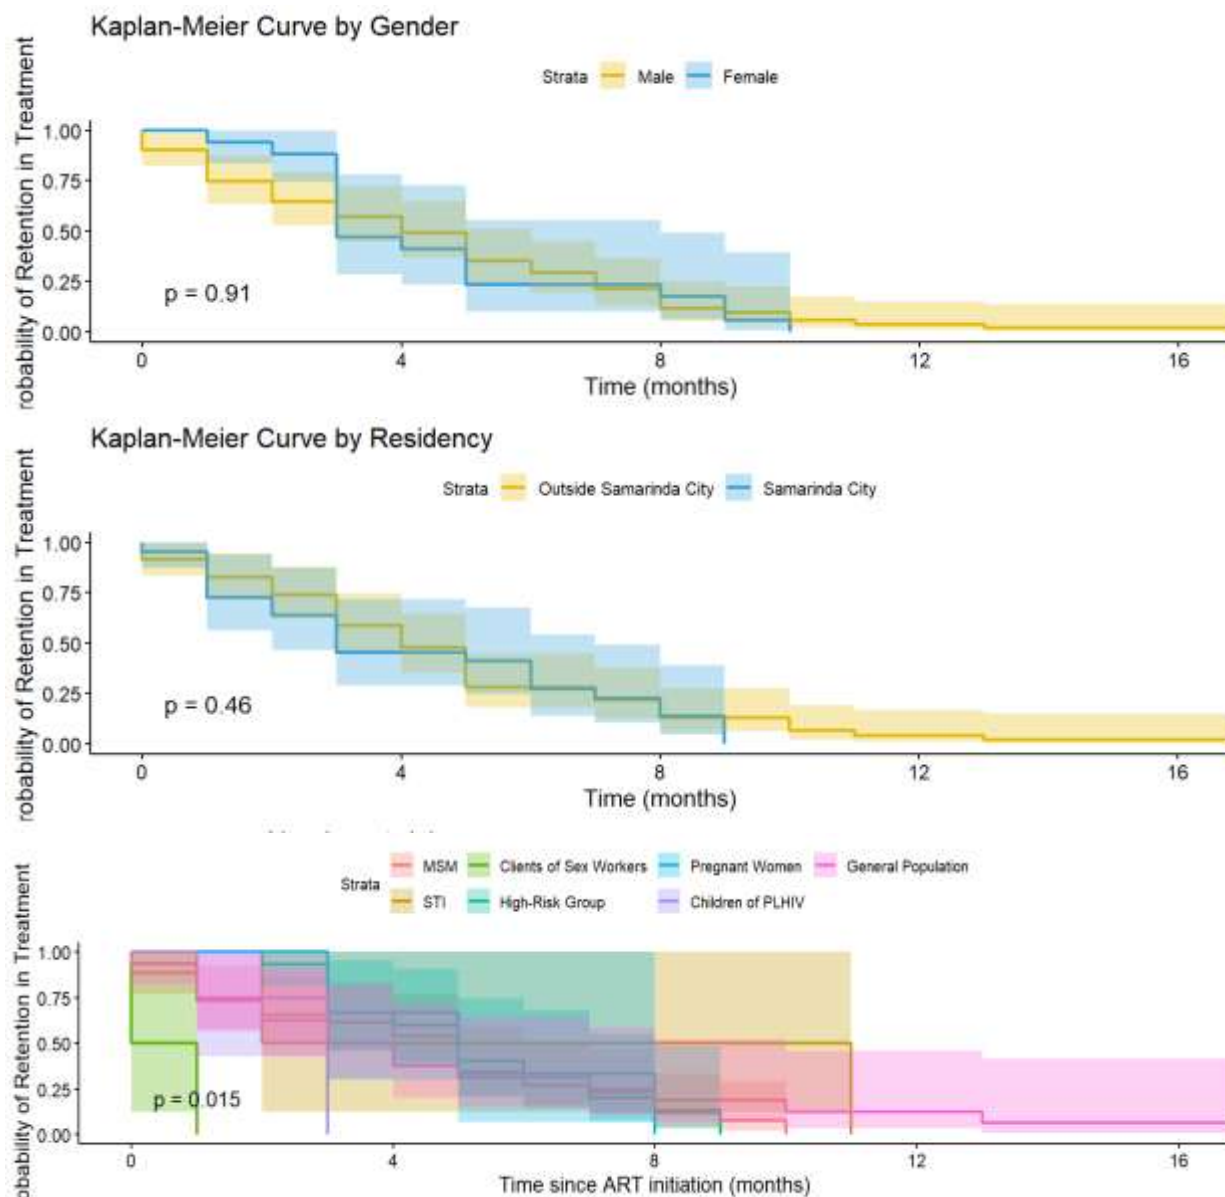 Kaplan-Meier Curve by Gender
Strata Male Female
robability of Retention in Treatment
1.00
0.75
0.50
0.25
0.00
p = 0.91
0 4 8 12 16
Time (months)
Kaplan-Meier Curve by Residency
Strata Outside Samarinda City Samarinda City
robability of Retention in Treatment
1.00
0.75
0.50
0.25
0.00
p = 0.46
0 4 8 12 16
Time (months)
MSM Clients of Sex Workers Pregnant Women General Population
Strata
STI High-Risk Group Children of PLHIV
obability of Retention in Treatment
1.00
0.75
0.50
0.25
0.00
p = 0.015
0 4 8 12 16
Time since ART initiation (months)